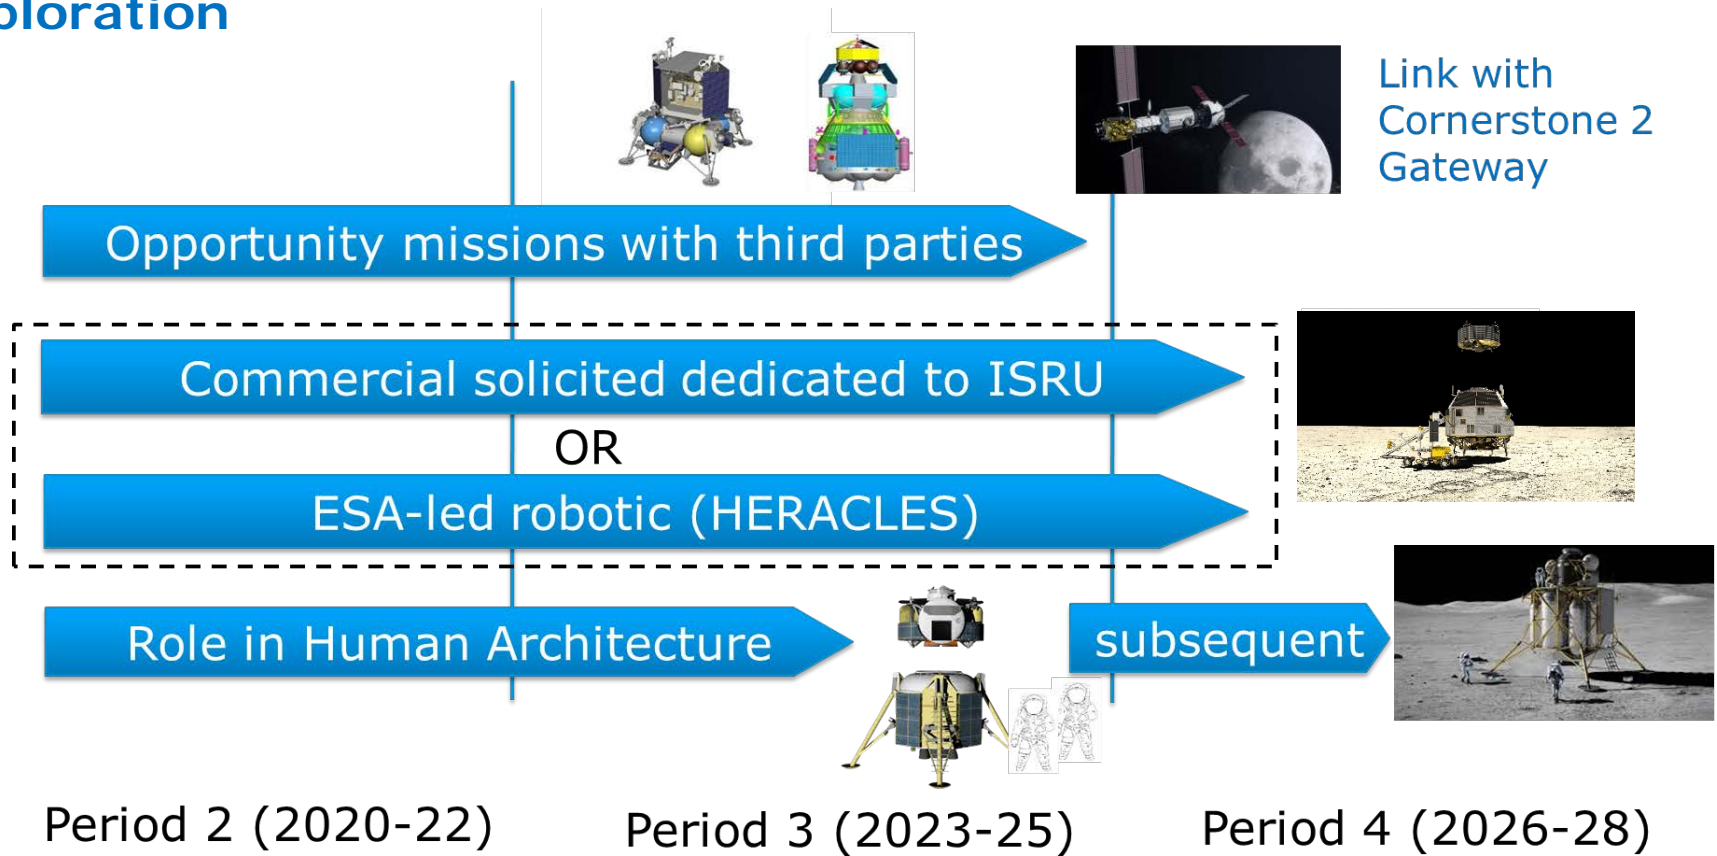 ploration
Link with
Cornerstone 2
Gateway
Opportunity missions with third parties
Commercial solicited dedicated to ISRU
OR
ESA-led robotic (HERACLES)
Role in Human Architecture
subsequent
Period 2 (2020-22)
Period 3 (2023-25)
Period 4 (2026-28)